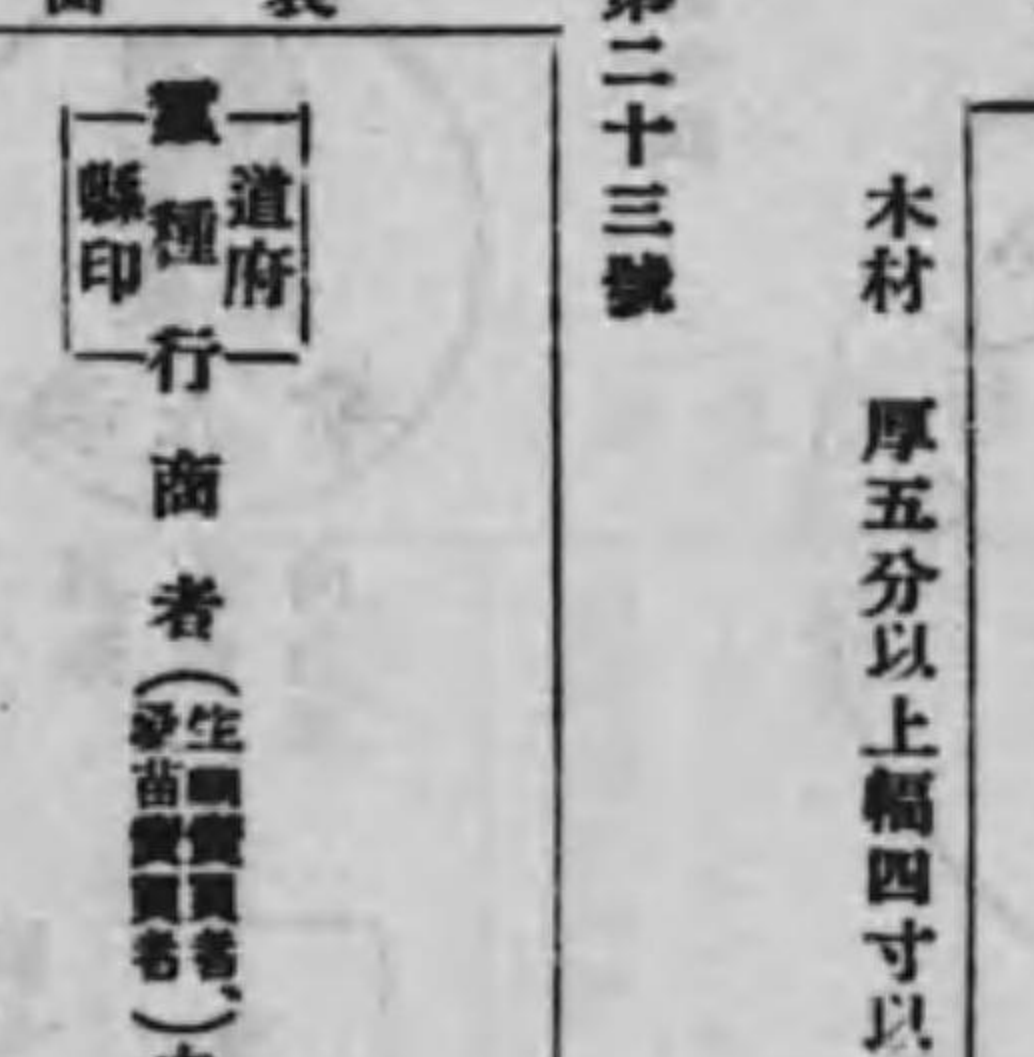 木材 厚五分以上幅四寸以
第二十三號
道府
蠶種行商者(生繭賣買者、
桑苗賣買者)
縣印